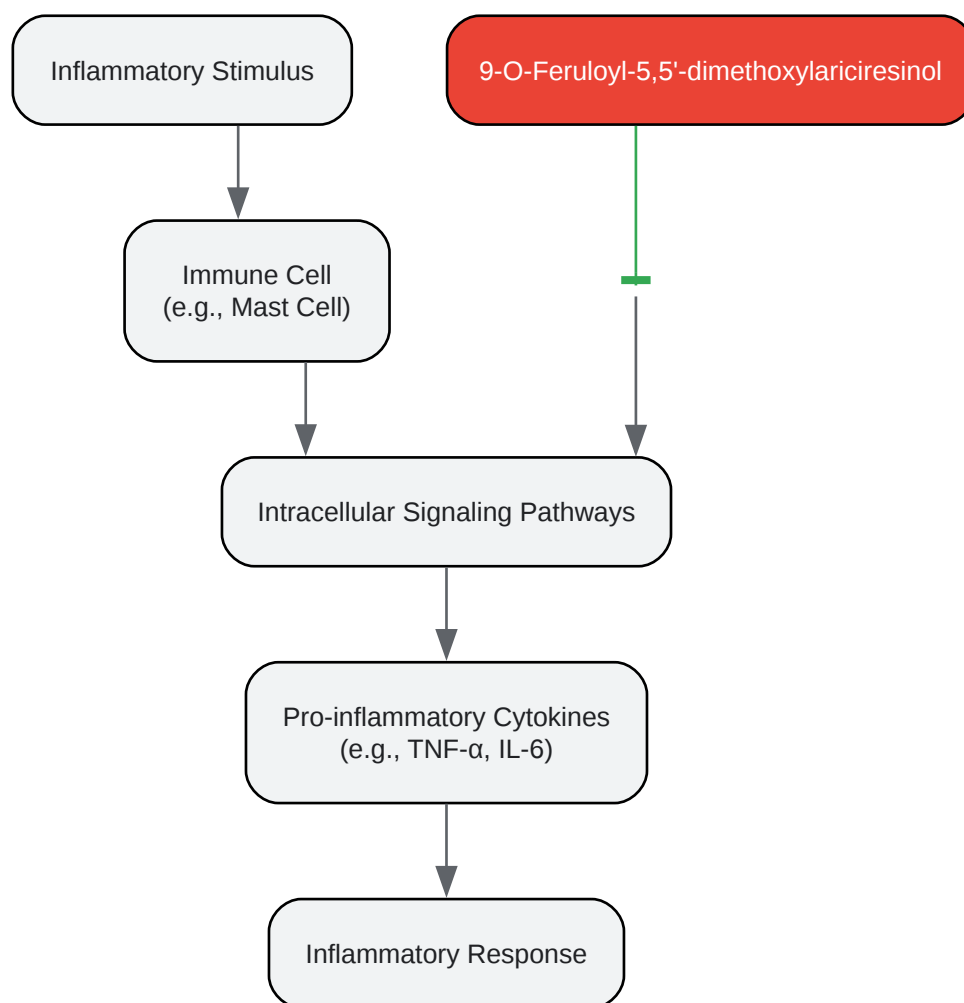 Inflammatory Stimulus
9-O-Feruloyl-5,5'-dimethoxylariciresinol
Immune Cell
(e.g., Mast Cell)
Intracellular Signaling Pathways
Pro-inflammatory Cytokines
(e.g., TNF-α, IL-6)
Inflammatory Response